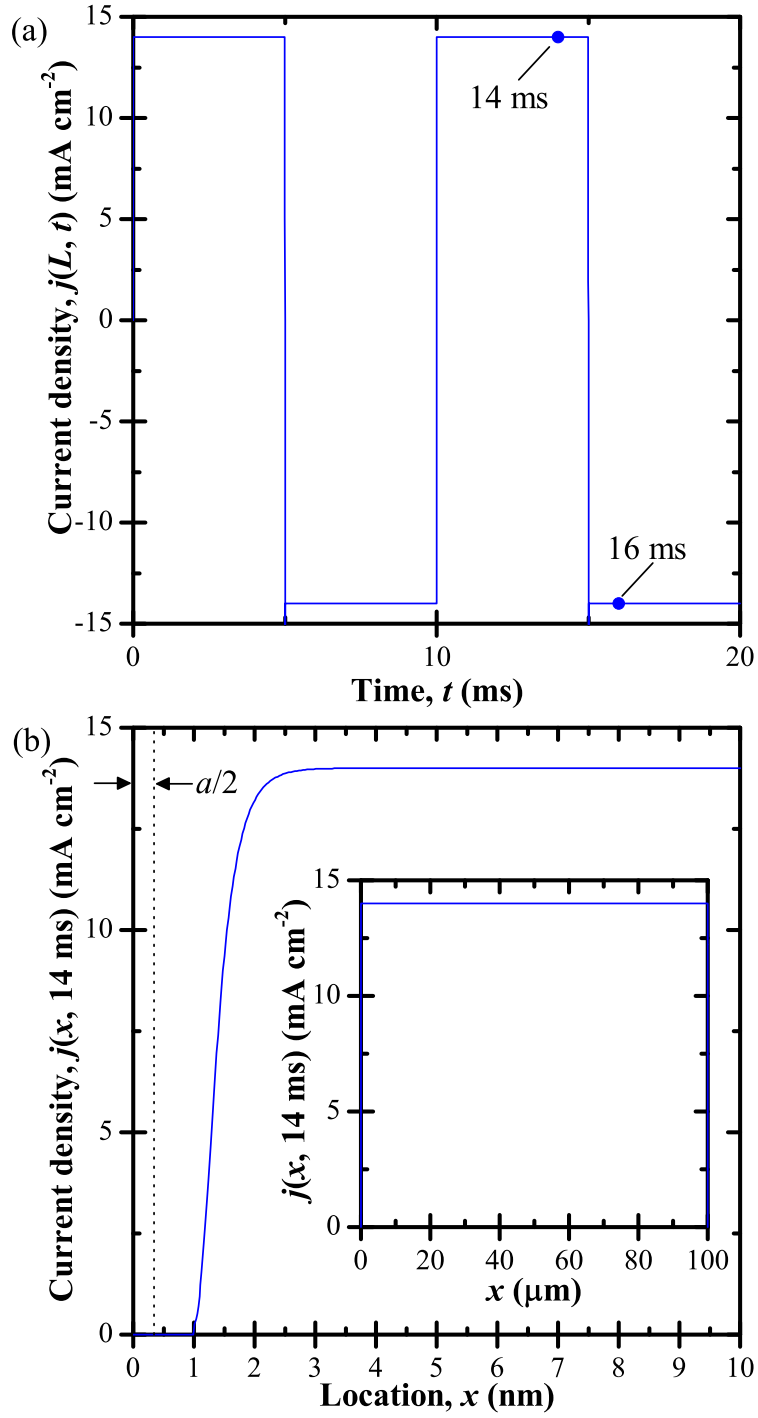 (a)
15
10
5
0
-5
-10
-15
Current density, j(L, t) (mA cm-2)
14 ms
16 ms
0 10 20
Time, t (ms)
(b)
15
10
5
0
Current density, j(x, 14 ms) (mA cm-2)
a/2
15
10
5
0
j(x, 14 ms) (mA cm-2)
0 20 40 60 80 100
x (μm)
0 1 2 3 4 5 6 7 8 9 10
Location, x (nm)